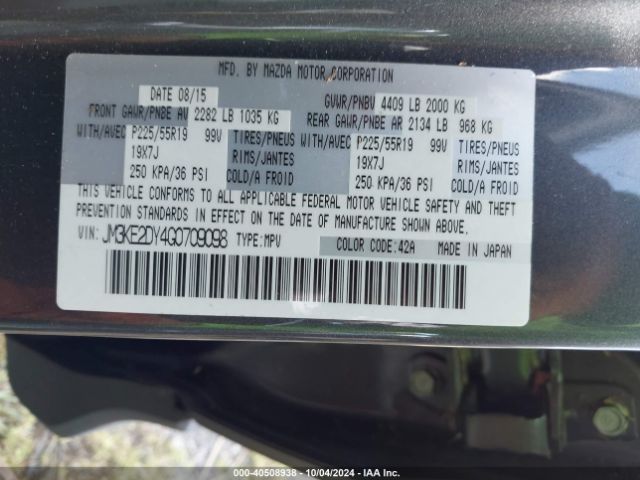 MFD. BY MAZDA MOTOR CORPORATION
DATE 08/15 GVWR/PNBV 4409 LB 2000 KG
FRONT GAWR/PNBE AV 2282 LB 1035 KG REAR GAWR/PNBE AR 2134 LB 968 KG
WITH/AVEC P225/55R19 99V TIRES/PNEUS WITH/AVEC P225/55R19 99V TIRES/PNEUS
19X7J RIMS/JANTES 19X7J RIMS/JANTES
250 KPA/36 PSI COLD/A FROID 250 KPA/36 PSI COLD/A FROID
THIS VEHICLE CONFORMS TO ALL APPLICABLE FEDERAL MOTOR VEHICLE SAFETY AND THEFT
PREVENTION STANDARDS IN EFFECT ON THE DATE OF MANUFACTURE SHOWN ABOVE.
VIN: JM3KE2DY4G0709098 TYPE:MPV COLOR CODE:42A MADE IN JAPAN
000-40508938 - 10/04/2024 - IAA Inc.